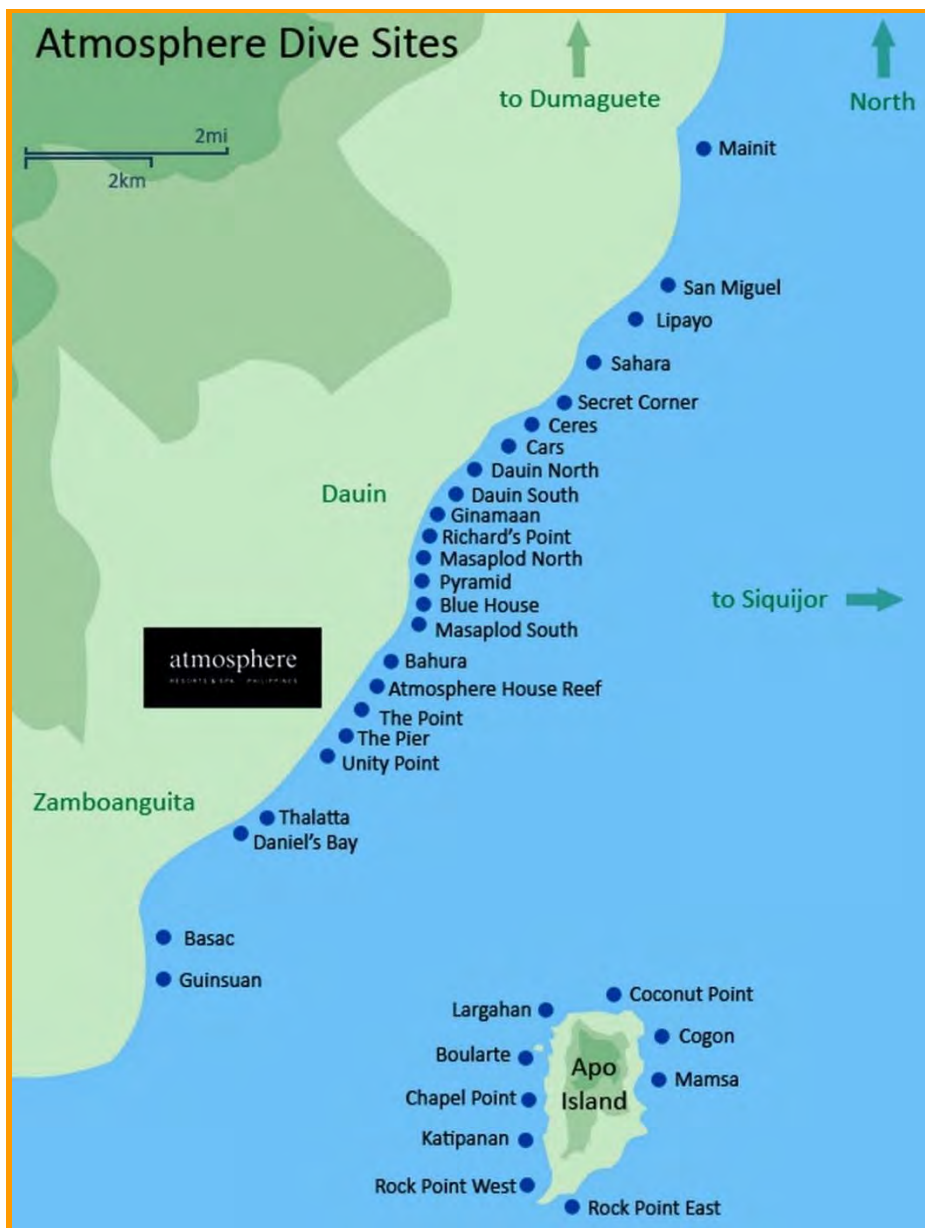 Atmosphere Dive Sites
to Dumaguete
North
2mi
2km
Mainit
San Miguel
Lipayo
Sahara
Secret Corner
Ceres
Cars
Dauin North
Dauin
Dauin South
Ginamaan
Richard's Point
Masaplod North
Pyramid
to Siquijor
Blue House
Masaplod South
atmosphere
RESORTS & SPA PHILIPPINES
Bahura
Atmosphere House Reef
The Point
The Pier
Unity Point
Zamboanguita
Thalatta
Daniel's Bay
Basac
Guinsuan
Coconut Point
Largahan
Cogon
Boularte
Apo
Island
Mamsa
Chapel Point
Katipanan
Rock Point West
Rock Point East